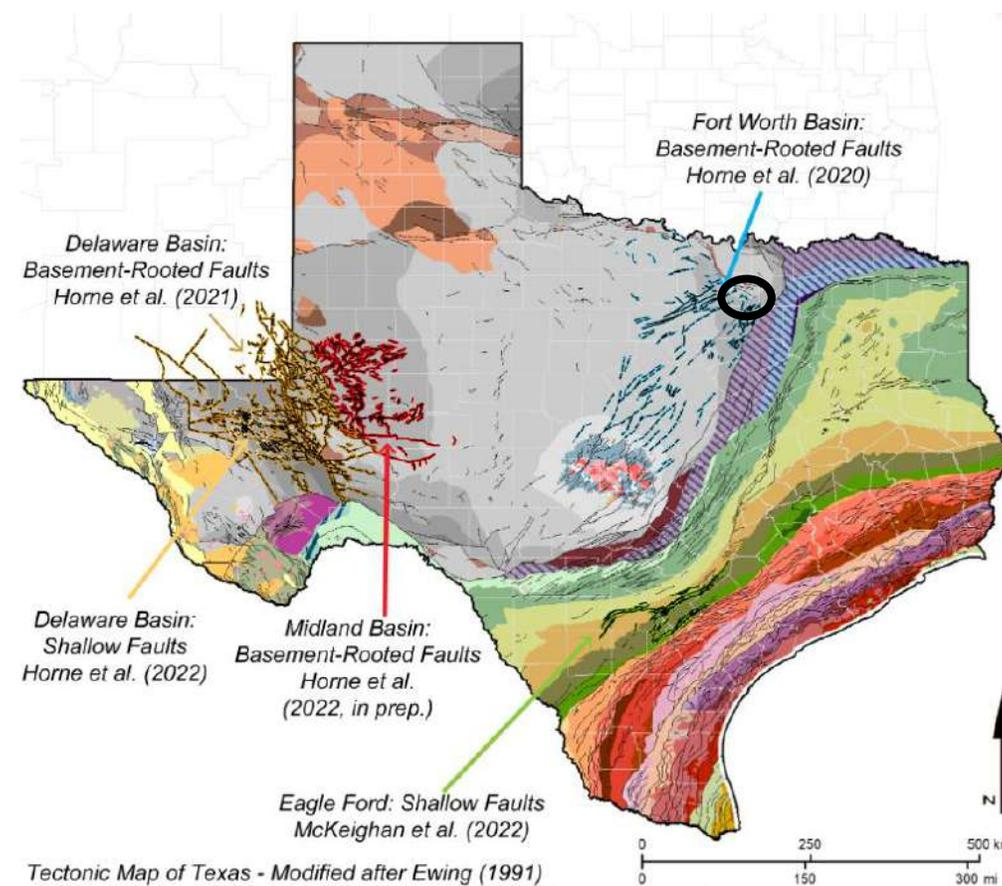 Fort Worth Basin:
Basement-Rooted Faults
Horne et al. (2020)
Delaware Basin:
Basement-Rooted Faults
Horne et al. (2021)
Delaware Basin:
Shallow Faults
Horne et al. (2022)
Midland Basin:
Basement-Rooted Faults
Horne et al.
(2022, in prep.)
Eagle Ford: Shallow Faults
McKeighan et al. (2022)
N
0 250 500 k
0 150 300 mi
Tectonic Map of Texas - Modified after Ewing (1991)